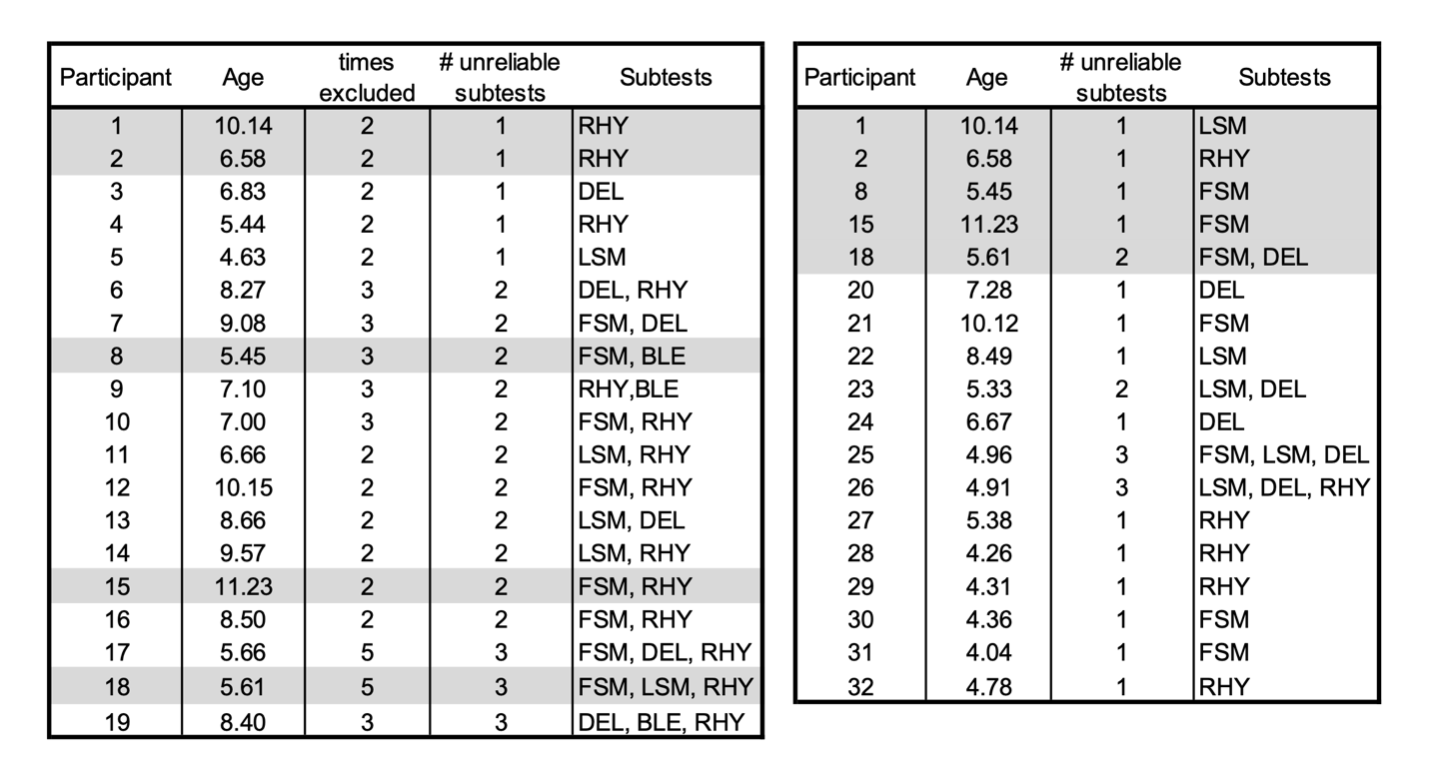 Participant Age times excluded # unreliable subtests Subtests
1 10.14 2 1 RHY
2 6.58 2 1 RHY
3 6.83 2 1 DEL
4 5.44 2 1 RHY
5 4.63 2 1 LSM
6 8.27 3 2 DEL, RHY
7 9.08 3 2 FSM, DEL
8 5.45 3 2 FSM, BLE
9 7.10 3 2 RHY,BLE
10 7.00 3 2 FSM, RHY
11 6.66 2 2 LSM, RHY
12 10.15 2 2 FSM, RHY
13 8.66 2 2 LSM, DEL
14 9.57 2 2 LSM, RHY
15 11.23 2 2 FSM, RHY
16 8.50 2 2 FSM, RHY
17 5.66 5 3 FSM, DEL, RHY
18 5.61 5 3 FSM, LSM, RHY
19 8.40 3 3 DEL, BLE, RHY
Participant Age # unreliable subtests Subtests
1 10.14 1 LSM
2 6.58 1 RHY
8 5.45 1 FSM
15 11.23 1 FSM
18 5.61 2 FSM, DEL
20 7.28 1 DEL
21 10.12 1 FSM
22 8.49 1 LSM
23 5.33 2 LSM, DEL
24 6.67 1 DEL
25 4.96 3 FSM, LSM, DEL
26 4.91 3 LSM, DEL, RHY
27 5.38 1 RHY
28 4.26 1 RHY
29 4.31 1 RHY
30 4.36 1 FSM
31 4.04 1 FSM
32 4.78 1 RHY